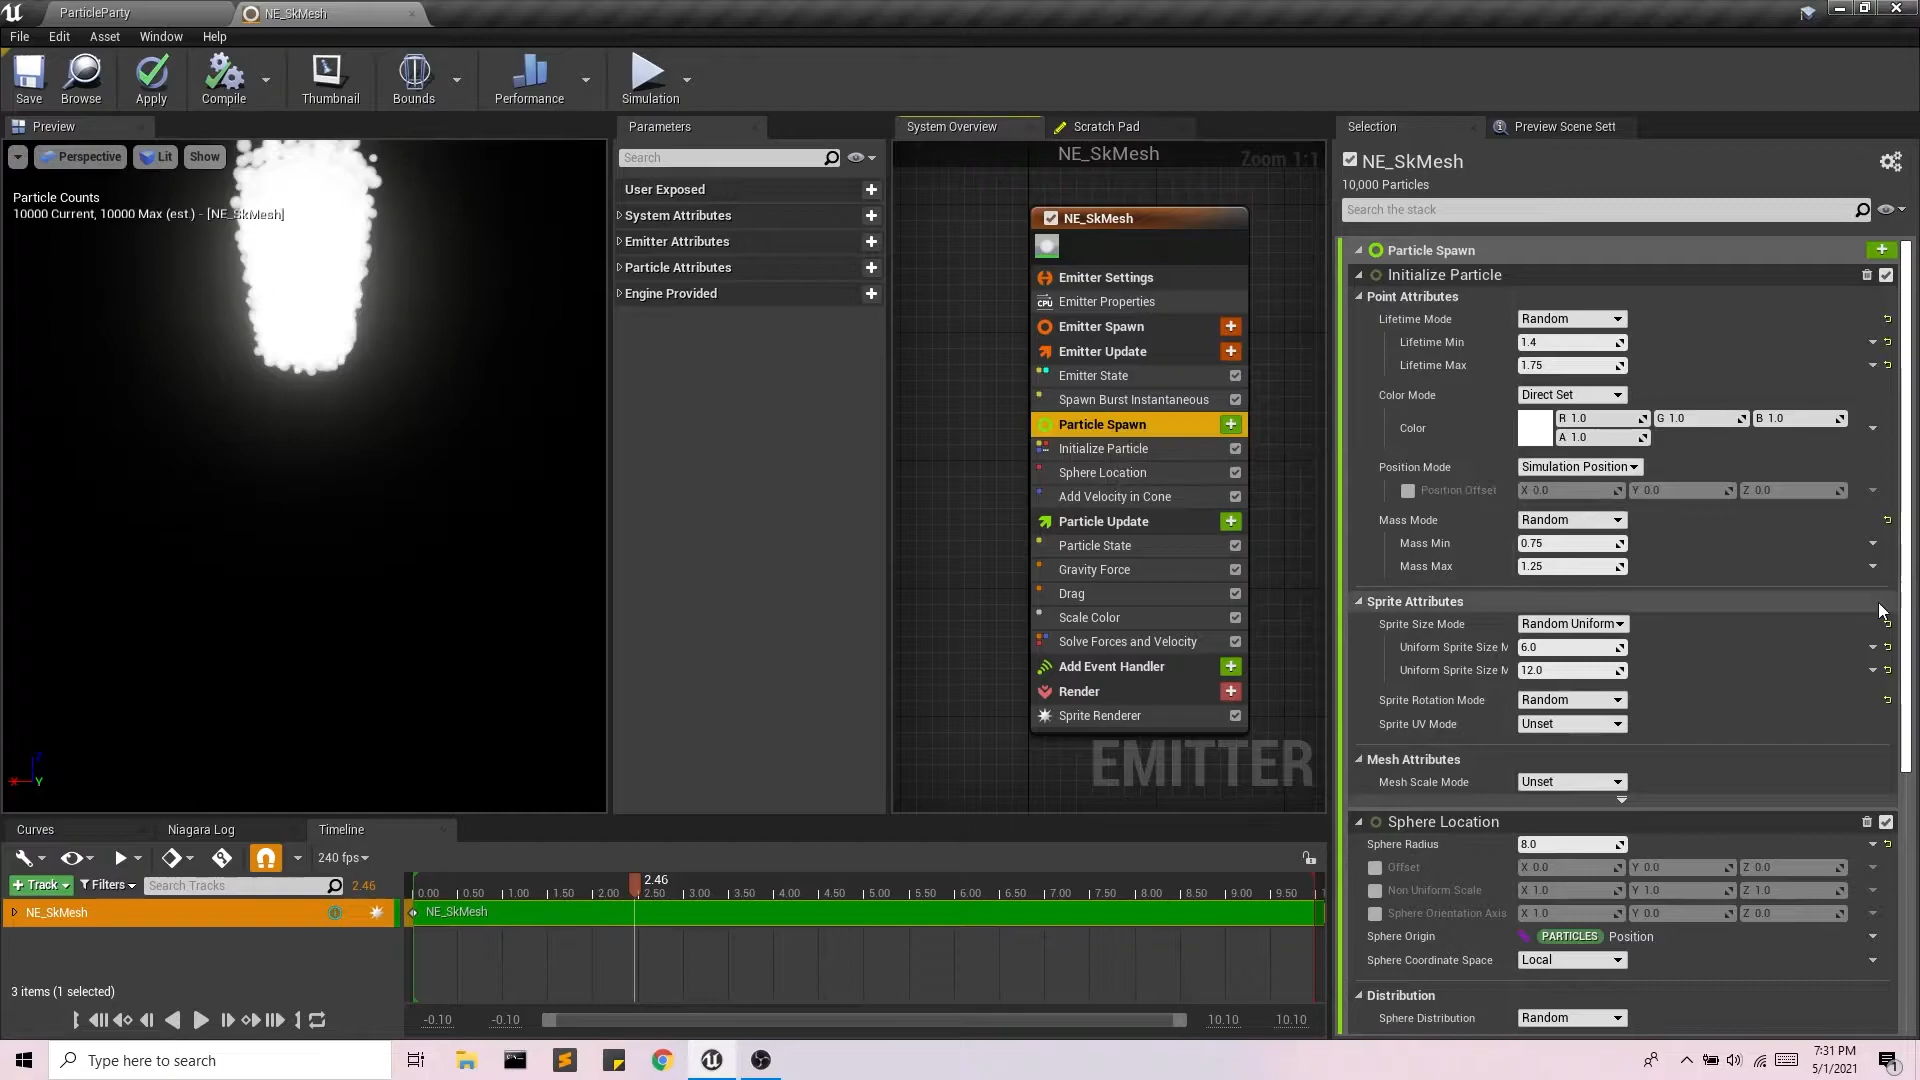 ParticleParty
NE_SkMesh
File Edit Asset Window Help
Save Browse Apply Compile Thumbnail Bounds Performance Simulation
Preview
Perspective Lit Show
Particle Counts
10000 Current, 10000 Max (est.) - [NE_SkMesh]
X Y
Parameters
Search
User Exposed
System Attributes
Emitter Attributes
Particle Attributes
Engine Provided
System Overview Scratch Pad
NE_SkMesh Zoom 1:1
NE_SkMesh
Emitter Settings
CPU Emitter Properties
Emitter Spawn
Emitter Update
Emitter State
Spawn Burst Instantaneous
Particle Spawn
Initialize Particle
Sphere Location
Add Velocity in Cone
Particle Update
Particle State
Gravity Force
Drag
Scale Color
Solve Forces and Velocity
Add Event Handler
Render
Sprite Renderer
EMITTER
Selection Preview Scene Sett
NE_SkMesh
10,000 Particles
Search the stack
Particle Spawn
Initialize Particle
Point Attributes
Lifetime Mode Random
Lifetime Min 1.4
Lifetime Max 1.75
Color Mode Direct Set
Color R 1.0 G 1.0 B 1.0
A 1.0
Position Mode Simulation Position
Position Offset X 0.0 Y 0.0 Z 0.0
Mass Mode Random
Mass Min 0.75
Mass Max 1.25
Sprite Attributes
Sprite Size Mode Random Uniform
Uniform Sprite Size M 6.0
Uniform Sprite Size M 12.0
Sprite Rotation Mode Random
Sprite UV Mode Unset
Mesh Attributes
Mesh Scale Mode Unset
Sphere Location
Sphere Radius 8.0
Offset X 0.0 Y 0.0 Z 0.0
Non Uniform Scale X 1.0 Y 1.0 Z 1.0
Sphere Orientation Axis X 1.0 Y 0.0 Z 0.0
Sphere Origin PARTICLES Position
Sphere Coordinate Space Local
Distribution
Sphere Distribution Random
Curves Niagara Log Timeline
240 fps
+ Track Filters Search Tracks 2.46
2.46
0.00 0.50 1.00 1.50 2.00 2.50 3.00 3.50 4.00 4.50 5.00 5.50 6.00 6.50 7.00 7.50 8.00 8.50 9.00 9.50 1
NE_SkMesh NE_SkMesh
3 items (1 selected)
-0.10 -0.10 10.10 10.10
Type here to search
7:31 PM
5/1/2021
1